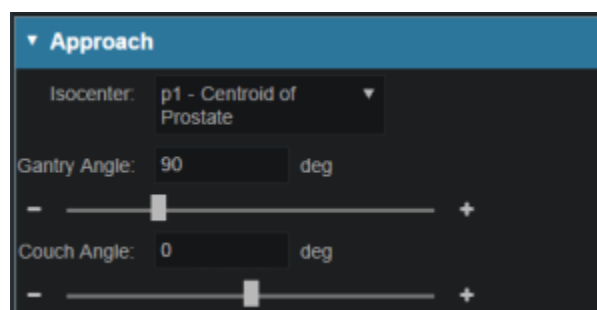 ▼ Approach
Isocenter: p1 - Centroid of ▼
Prostate
Gantry Angle: 90 deg
- +
Couch Angle: 0 deg
- +